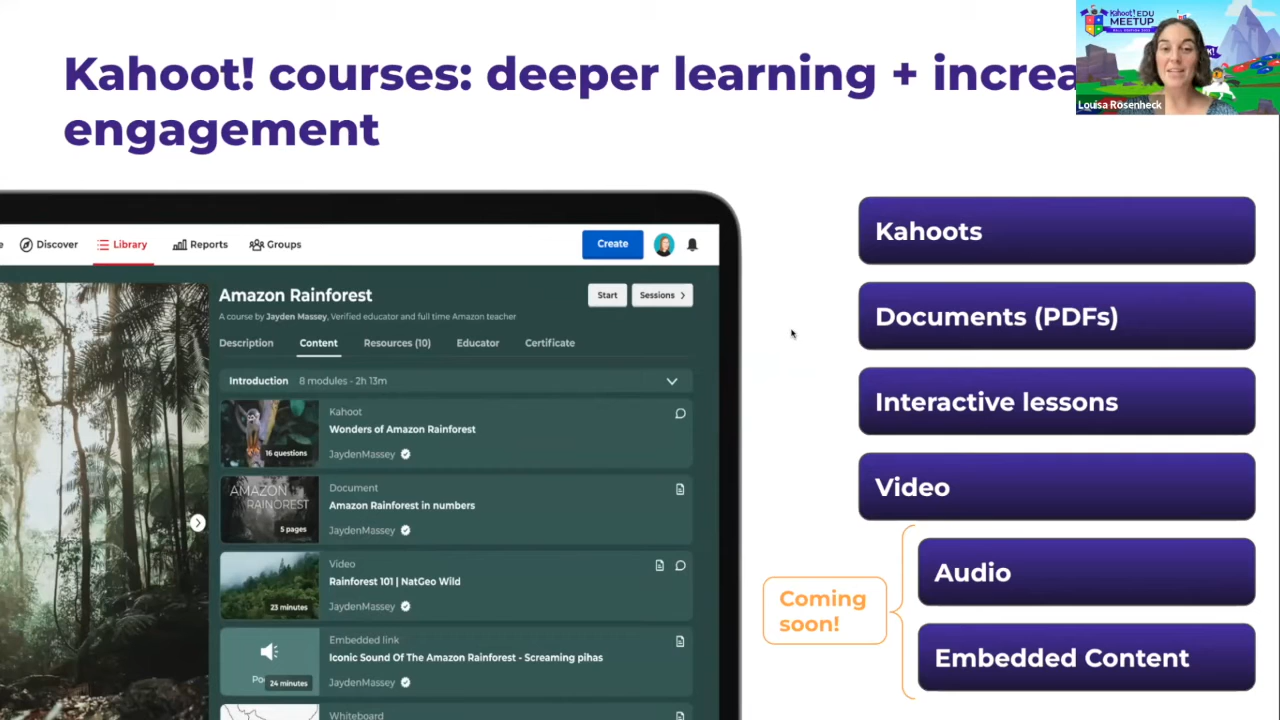 Kahoot! courses: deeper learning +
engagement
Kahoot! EDU
MEETUP
Louisa Rosenheck
Discover
Library
Reports
Groups
Create
Amazon Rainforest
Start
Sessions
A course by Jayden Massey, Verified educator and full time Amazon teacher
Description
Content
Resources (10)
Educator
Certificate
Introduction 8 modules - 2h 13m
Kahoot
Wonders of Amazon Rainforest
16 questions
JaydenMassey
AMAZON
RAINFOREST
Document
Amazon Rainforest in numbers
5 pages
JaydenMassey
Video
Rainforest 101 | NatGeo Wild
23 minutes
JaydenMassey
Embedded link
Iconic Sound Of The Amazon Rainforest - Screaming pihas
24 minutes
JaydenMassey
Whiteboard
Kahoots
Documents (PDFs)
Interactive lessons
Video
Coming
soon!
Audio
Embedded Content